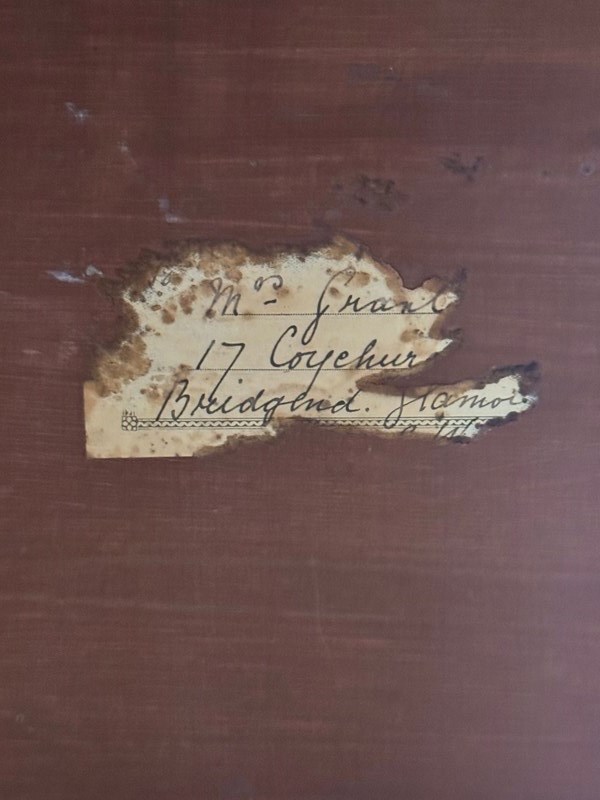 Mrs Grant
17 Coychur
Bridgend. Glamor